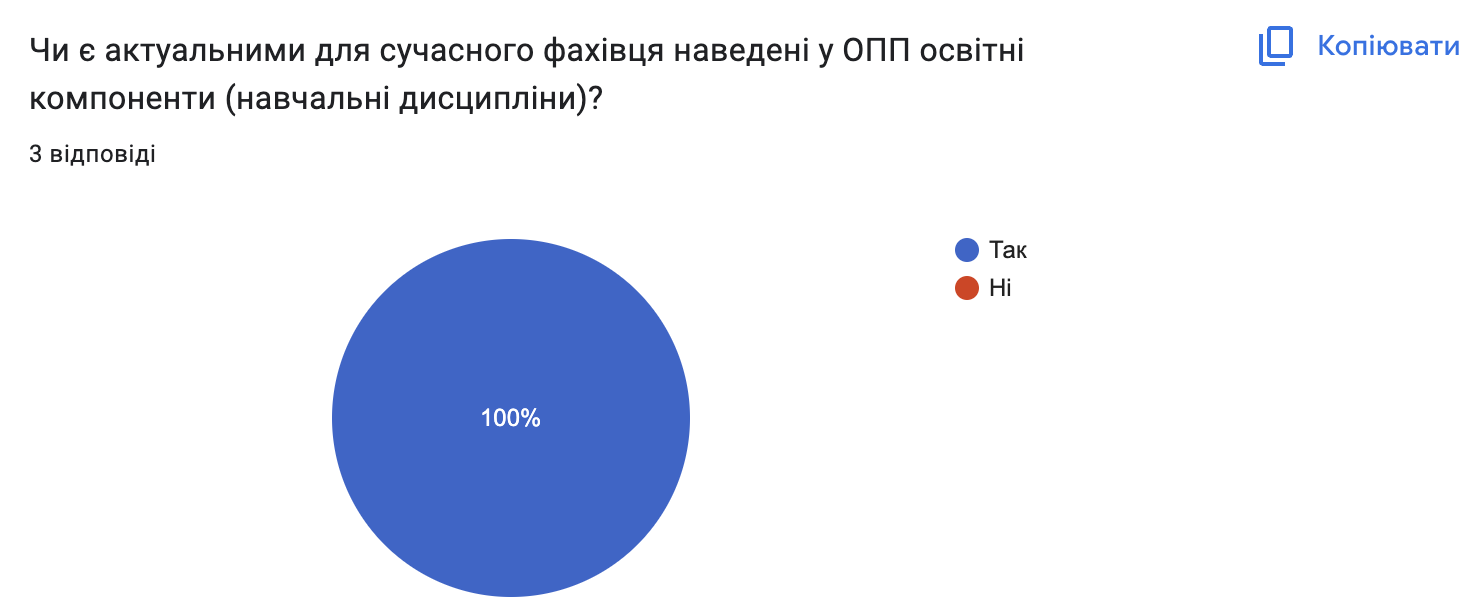 Чи є актуальними для сучасного фахівця наведені у ОПП освітні
компоненти (навчальні дисципліни)?
Копіювати
3 відповіді
Так
Ні
100%